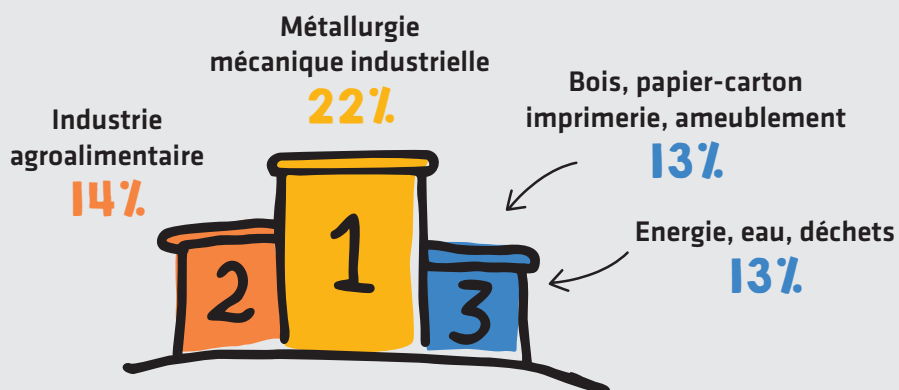 Métallurgie
mécanique industrielle
22%
Industrie
agroalimentaire
14%
Bois, papier-carton
imprimerie, ameublement
13%
Energie, eau, déchets
13%
1
2
3